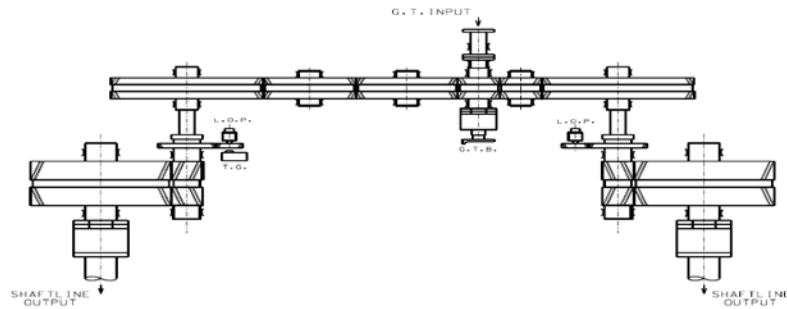 G.T.INPUT
L.O.P.
L.O.P.
G.T.B.
T.G.
SHAFTLINE
OUTPUT
SHAFTLINE
OUTPUT